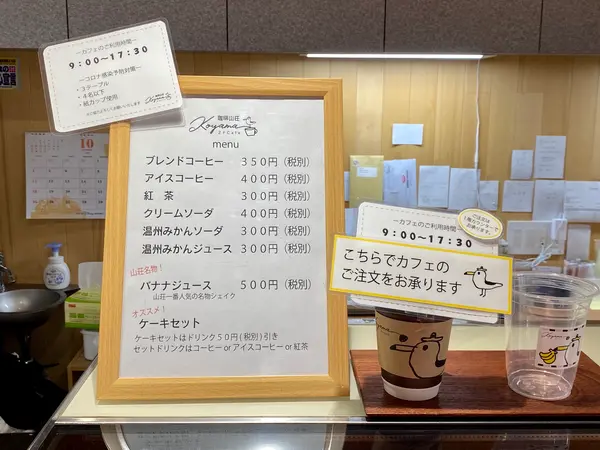 ーカフェのご利用時間ー
9：00～17：30
ーコロナ感染予防対策ー
・3テーブル
・4名以下
・紙カップ使用
珈琲山荘
Koyama
menu
ブレンドコーヒー 350円（税別）
アイスコーヒー 400円（税別）
紅　茶 300円（税別）
クリームソーダ 400円（税別）
温州みかんソーダ 300円（税別）
温州みかんジュース 300円（税別）
山荘名物！
バナナジュース 500円（税別）
山荘一番人気の名物シェイク
オススメ！
ケーキセット
ケーキセットはドリンク50円(税別)引き
セットドリンクはコーヒー or アイスコーヒー or 紅茶
ーカフェのご利用時間ー
9:00～17:30
こちらでカフェの
ご注文をお承ります
10